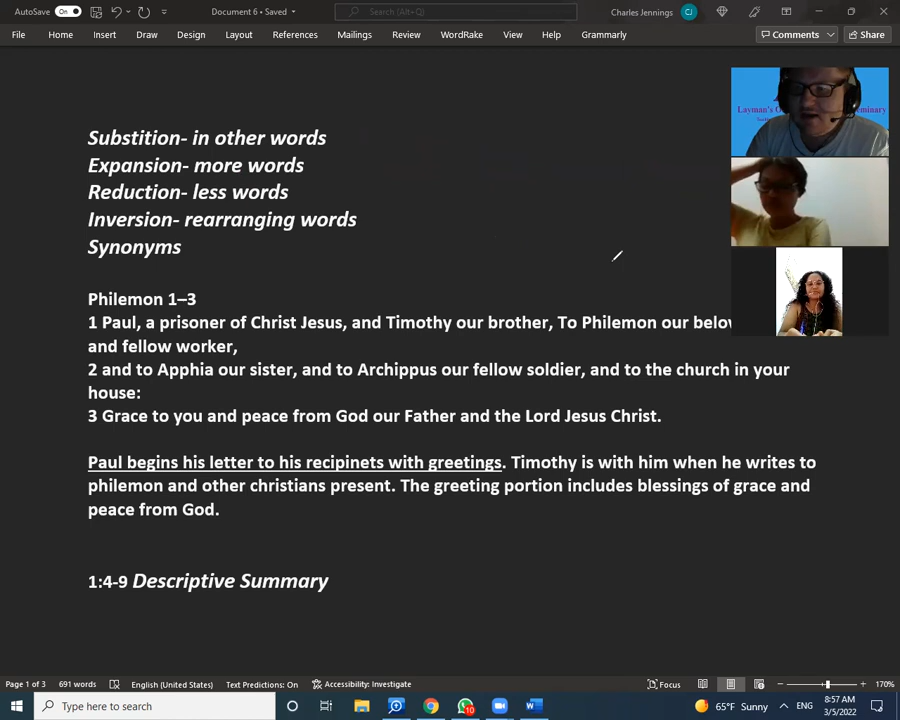 AutoSave On Document 6 • Saved Search (Alt+Q) Charles Jennings CJ
File Home Insert Draw Design Layout References Mailings Review WordRake View Help Grammarly Comments Share
Layman's O
minary
Substition- in other words
Expansion- more words
Reduction- less words
Inversion- rearranging words
Synonyms
Philemon 1–3
1 Paul, a prisoner of Christ Jesus, and Timothy our brother, To Philemon our belov
and fellow worker,
2 and to Apphia our sister, and to Archippus our fellow soldier, and to the church in your
house:
3 Grace to you and peace from God our Father and the Lord Jesus Christ.
Paul begins his letter to his recipinets with greetings. Timothy is with him when he writes to
philemon and other christians present. The greeting portion includes blessings of grace and
peace from God.
1:4-9 Descriptive Summary
Page 1 of 3 691 words English (United States) Text Predictions: On Accessibility: Investigate Focus 170%
Type here to search 10 65°F Sunny ENG 8:57 AM
3/5/2022